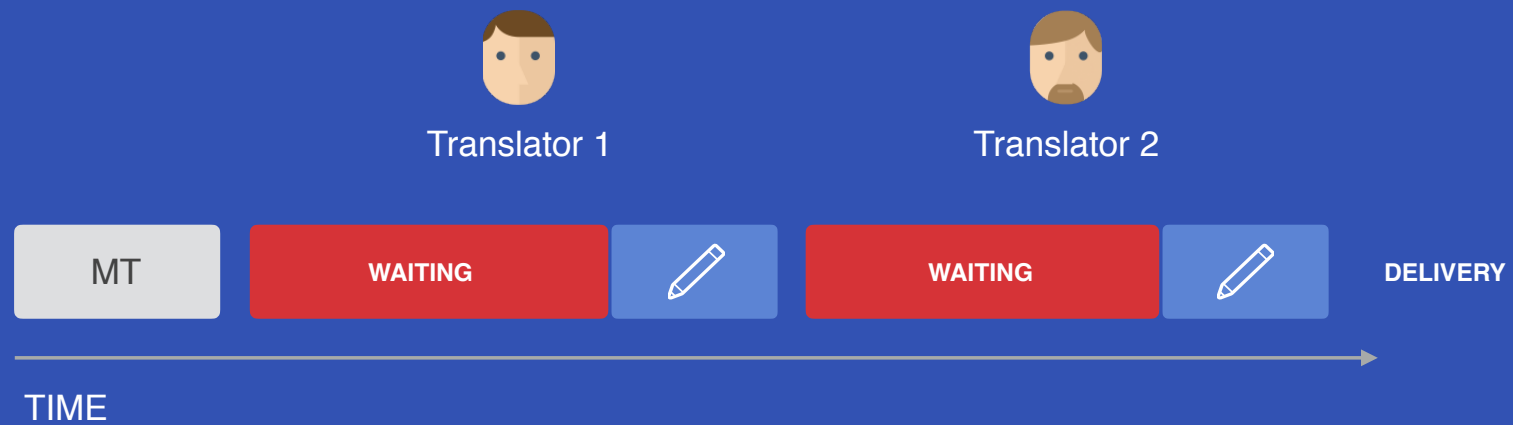 Translator 1
Translator 2
MT
WAITING
WAITING
DELIVERY
TIME